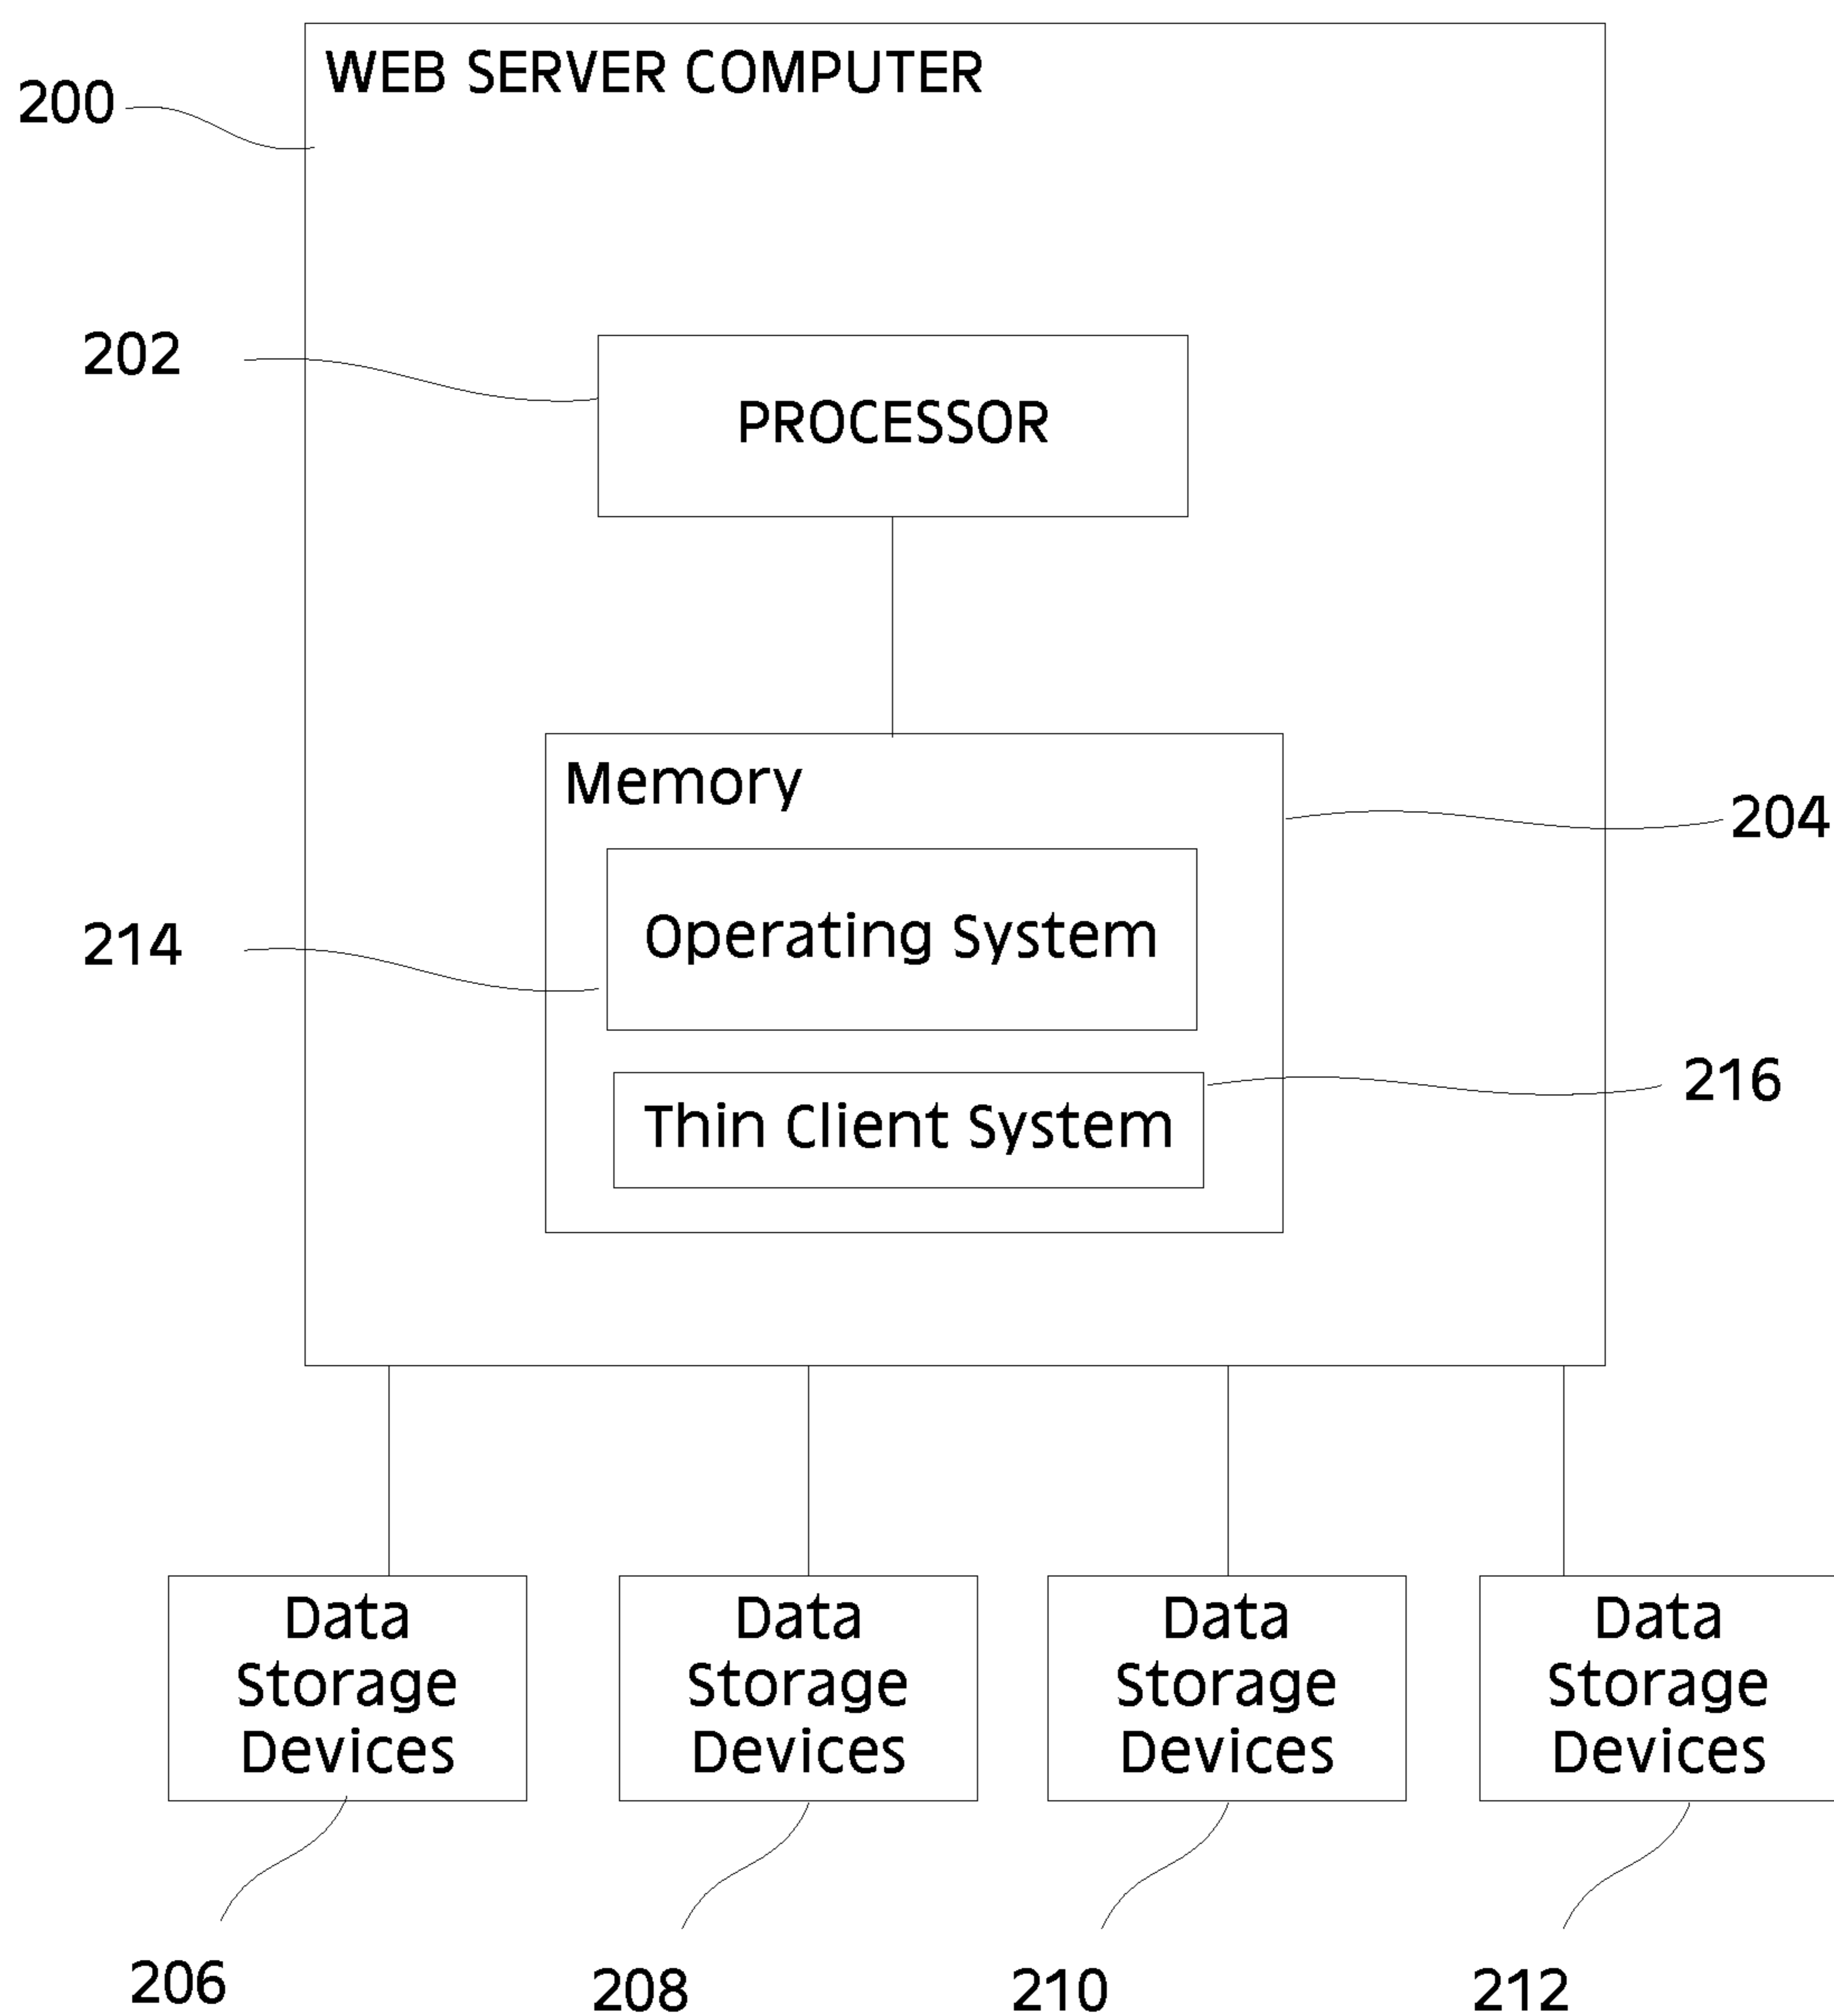 WEB SERVER COMPUTER
200
202
PROCESSOR
Memory
204
Operating System
214
216
Thin Client System
Data
Storage
Devices
Data
Storage
Devices
Data
Storage
Devices
Data
Storage
Devices
206
208
210
212